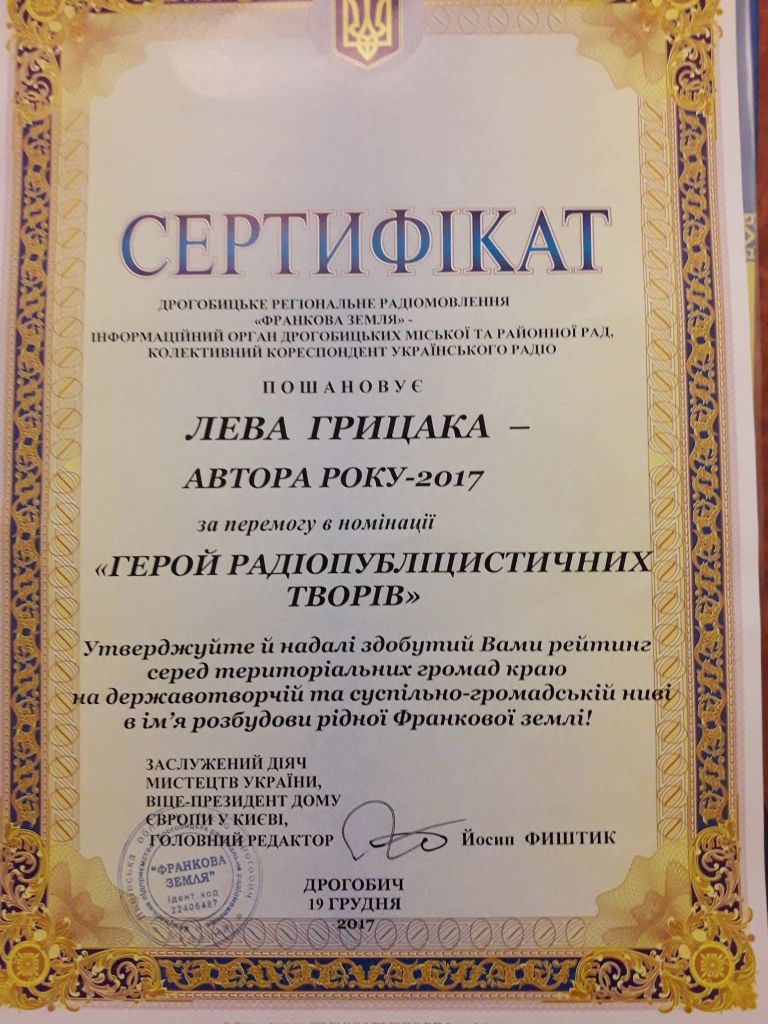 СЕРТИФІКАТ
ДРОГОБИЦЬКЕ РЕГІОНАЛЬНЕ РАДІОМОВЛЕННЯ
«ФРАНКОВА ЗЕМЛЯ» -
ІНФОРМАЦІЙНИЙ ОРГАН ДРОГОБИЦЬКИХ МІСЬКОЇ ТА РАЙОННОЇ РАД,
КОЛЕКТИВНИЙ КОРЕСПОНДЕНТ УКРАЇНСЬКОГО РАДІО
ПОШАНОВУЄ
ЛЕВА ГРИЦАКА –
АВТОРА РОКУ-2017
за перемогу в номінації
«ГЕРОЙ РАДІОПУБЛІЦИСТИЧНИХ
ТВОРІВ»
Утверджуйте й надалі здобутий Вами рейтинг
серед територіальних громад краю
на державотворчій та суспільно-громадській ниві
в ім’я розбудови рідної Франкової землі!
ЗАСЛУЖЕНИЙ ДІЯЧ
МИСТЕЦТВ УКРАЇНИ,
ВІЦЕ-ПРЕЗИДЕНТ ДОМУ
ЄВРОПИ У КИЄВІ,
ГОЛОВНИЙ РЕДАКТОР Йосип ФИШТИК
"ФРАНКОВА
ЗЕМЛЯ"
Ідент. код
22406487
ДРОГОБИЧ
19 ГРУДНЯ
2017